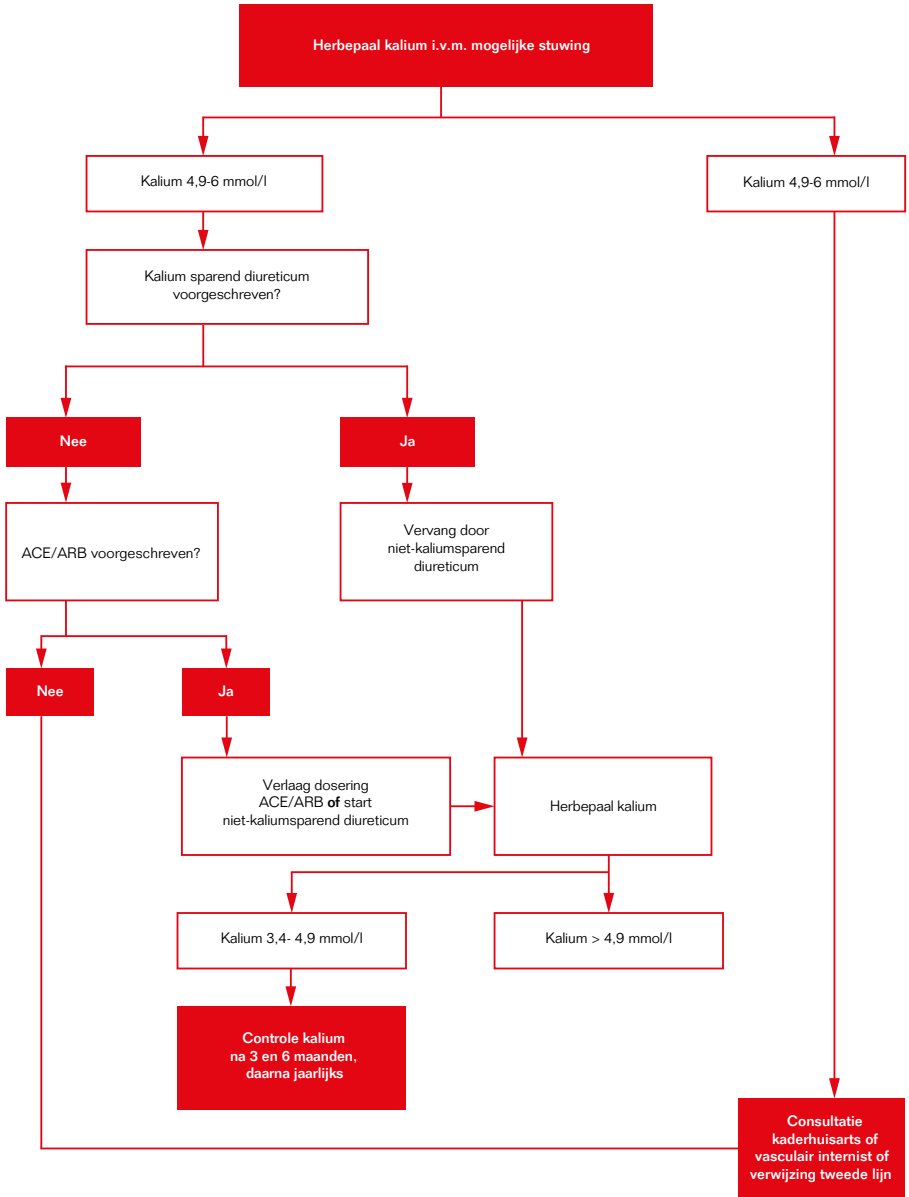 Herbepaal kalium i.v.m. mogelijke stuwing
Kalium 4,9-6 mmol/l
Kalium 4,9-6 mmol/l
Kalium sparend diureticum
voorgeschreven?
Nee
Ja
ACE/ARB voorgeschreven?
Vervang door
niet-kaliumsparend
diureticum
Nee
Ja
Verlaag dosering
ACE/ARB of start
niet-kaliumsparend diureticum
Herbepaal kalium
Kalium 3,4- 4,9 mmol/l
Kalium > 4,9 mmol/l
Controle kalium
na 3 en 6 maanden,
daarna jaarlijks
Consultatie
kaderhuisarts of
vasculair internist of
verwijzing tweede lijn